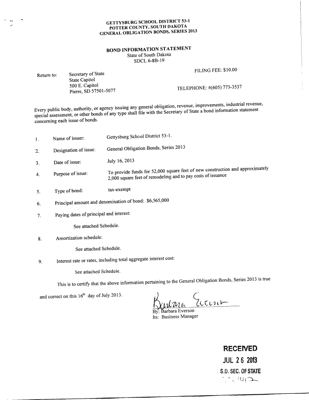 GETTYSBURG SCHOOL DISTRICT 53-1
POTTER COUNTY, SOUTH DAKOTA
GENERAL OBLIGATION BONDS, SERIES 2013
BOND INFORMATION STATEMENT
State of South Dakota
SDCL 6-8B-19
FILING FEE: $10.00
Return to: Secretary of State
State Capitol
500 E. Capitol
Pierre, SD 57501-5077
TELEPHONE: #(605) 773-3537
Every public body, authority, or agency issuing any general obligation, revenue, improvements, industrial revenue,
special assessment, or other bonds of any type shall file with the Secretary of State a bond information statement
concerning each issue of bonds.
1. Name of issuer: Gettysburg School District 53-1.
2. Designation of issue: General Obligation Bonds, Series 2013
3. Date of issue: July 16, 2013
4. Purpose of issue: To provide funds for 52,000 square feet of new construction and approximately
2,000 square feet of remodeling and to pay costs of issuance
5. Type of bond: tax-exempt
6. Principal amount and denomination of bond: $6,365,000
7. Paying dates of principal and interest:
See attached Schedule.
8. Amortization schedule:
See attached Schedule.
9. Interest rate or rates, including total aggregate interest cost:
See attached Schedule.
This is to certify that the above information pertaining to the General Obligation Bonds, Series 2013 is true
and correct on this 16th day of July 2013.
Barbara Everson
By: Barbara Everson
Its: Business Manager
RECEIVED
JUL 26 2013
S.D. SEC. OF STATE